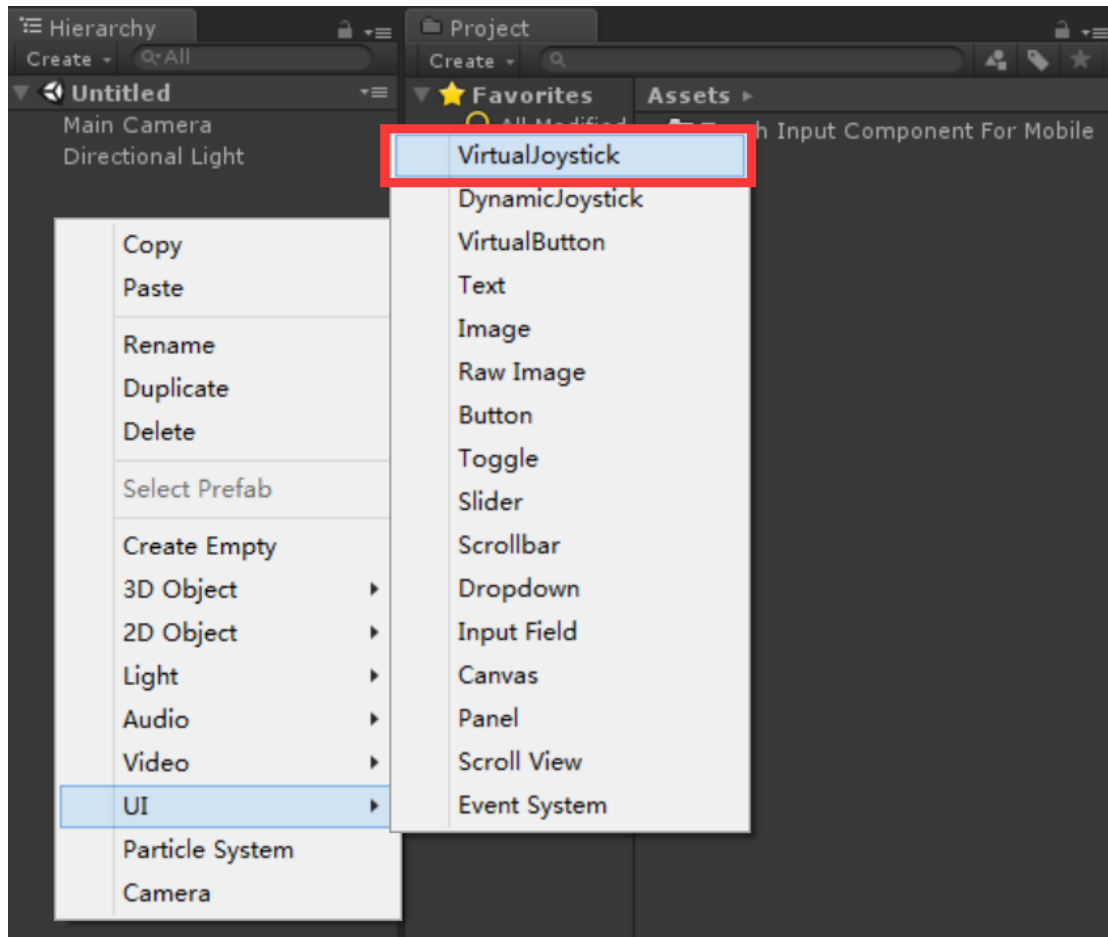 Hierarchy
Create
All
Untitled
Main Camera
Directional Light
Project
Create
Favorites
Assets
All Modified
h Input Component For Mobile
Copy
Paste
Rename
Duplicate
Delete
Select Prefab
Create Empty
3D Object
2D Object
Light
Audio
Video
UI
Particle System
Camera
VirtualJoystick
DynamicJoystick
VirtualButton
Text
Image
Raw Image
Button
Toggle
Slider
Scrollbar
Dropdown
Input Field
Canvas
Panel
Scroll View
Event System